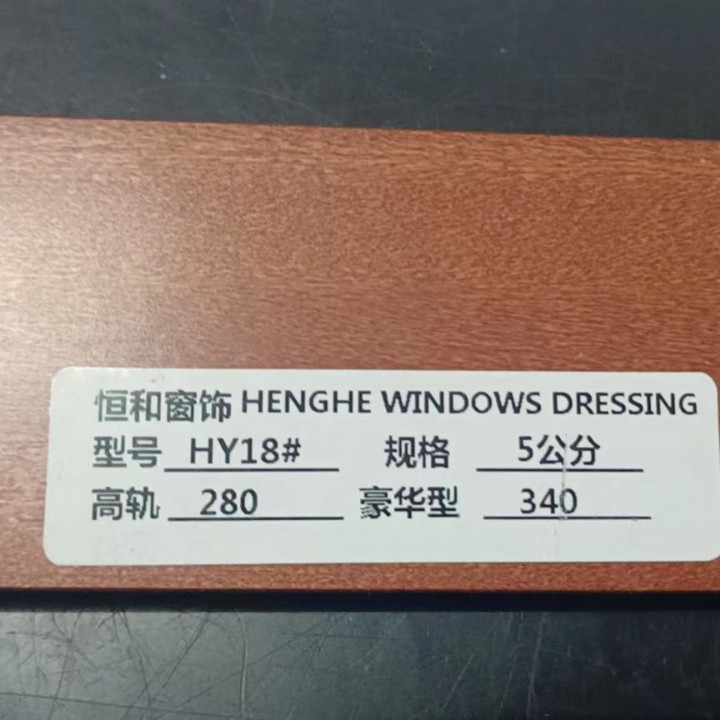 恒和窗饰 HENGHE WINDOWS DRESSING
型号 HY18# 规格 5公分
高轨 280 豪华型 340